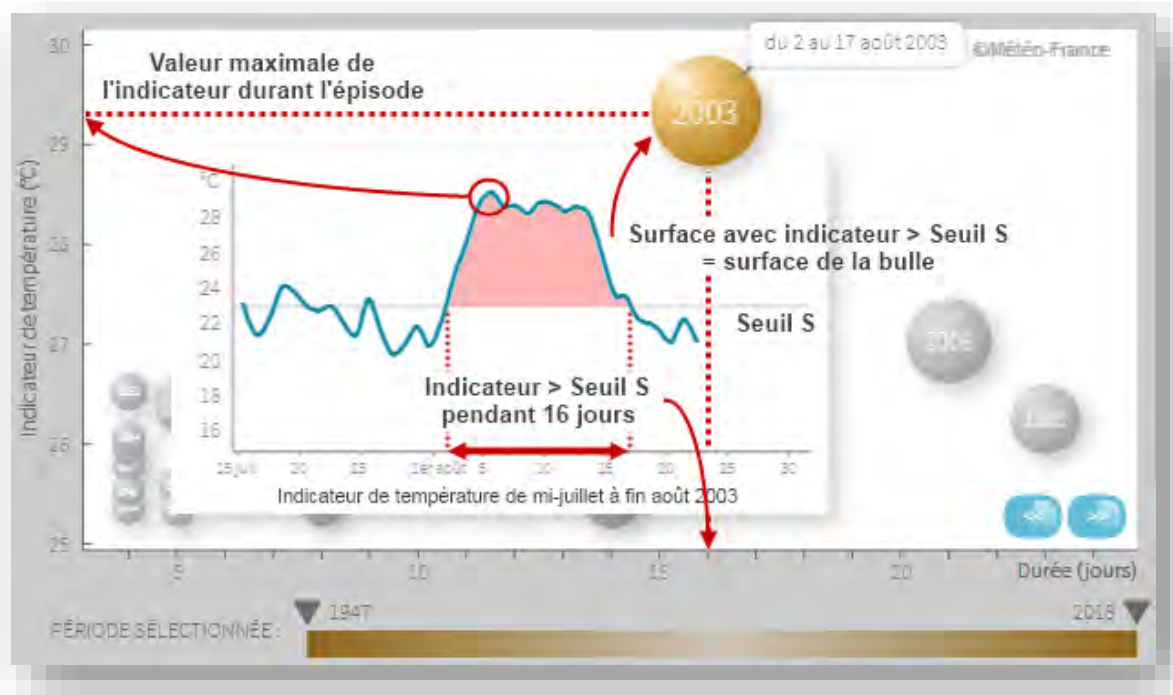 30
du 2 au 17 août 2003
©Météo-France
Valeur maximale de
l'indicateur durant l'épisode
2003
29
°C
28
Surface avec indicateur > Seuil S
= surface de la bulle
28
26
24
22
20
18
16
Seuil S
27
26
25
Indicateur de température (°C)
Indicateur > Seuil S
pendant 16 jours
15 juil 20 25 1er août 5 10 15 20 25 30
Indicateur de température de mi-juillet à fin août 2003
<< >>
5 10 15 20 Durée (jours)
PÉRIODE SÉLECTIONNÉE : 1947 2018